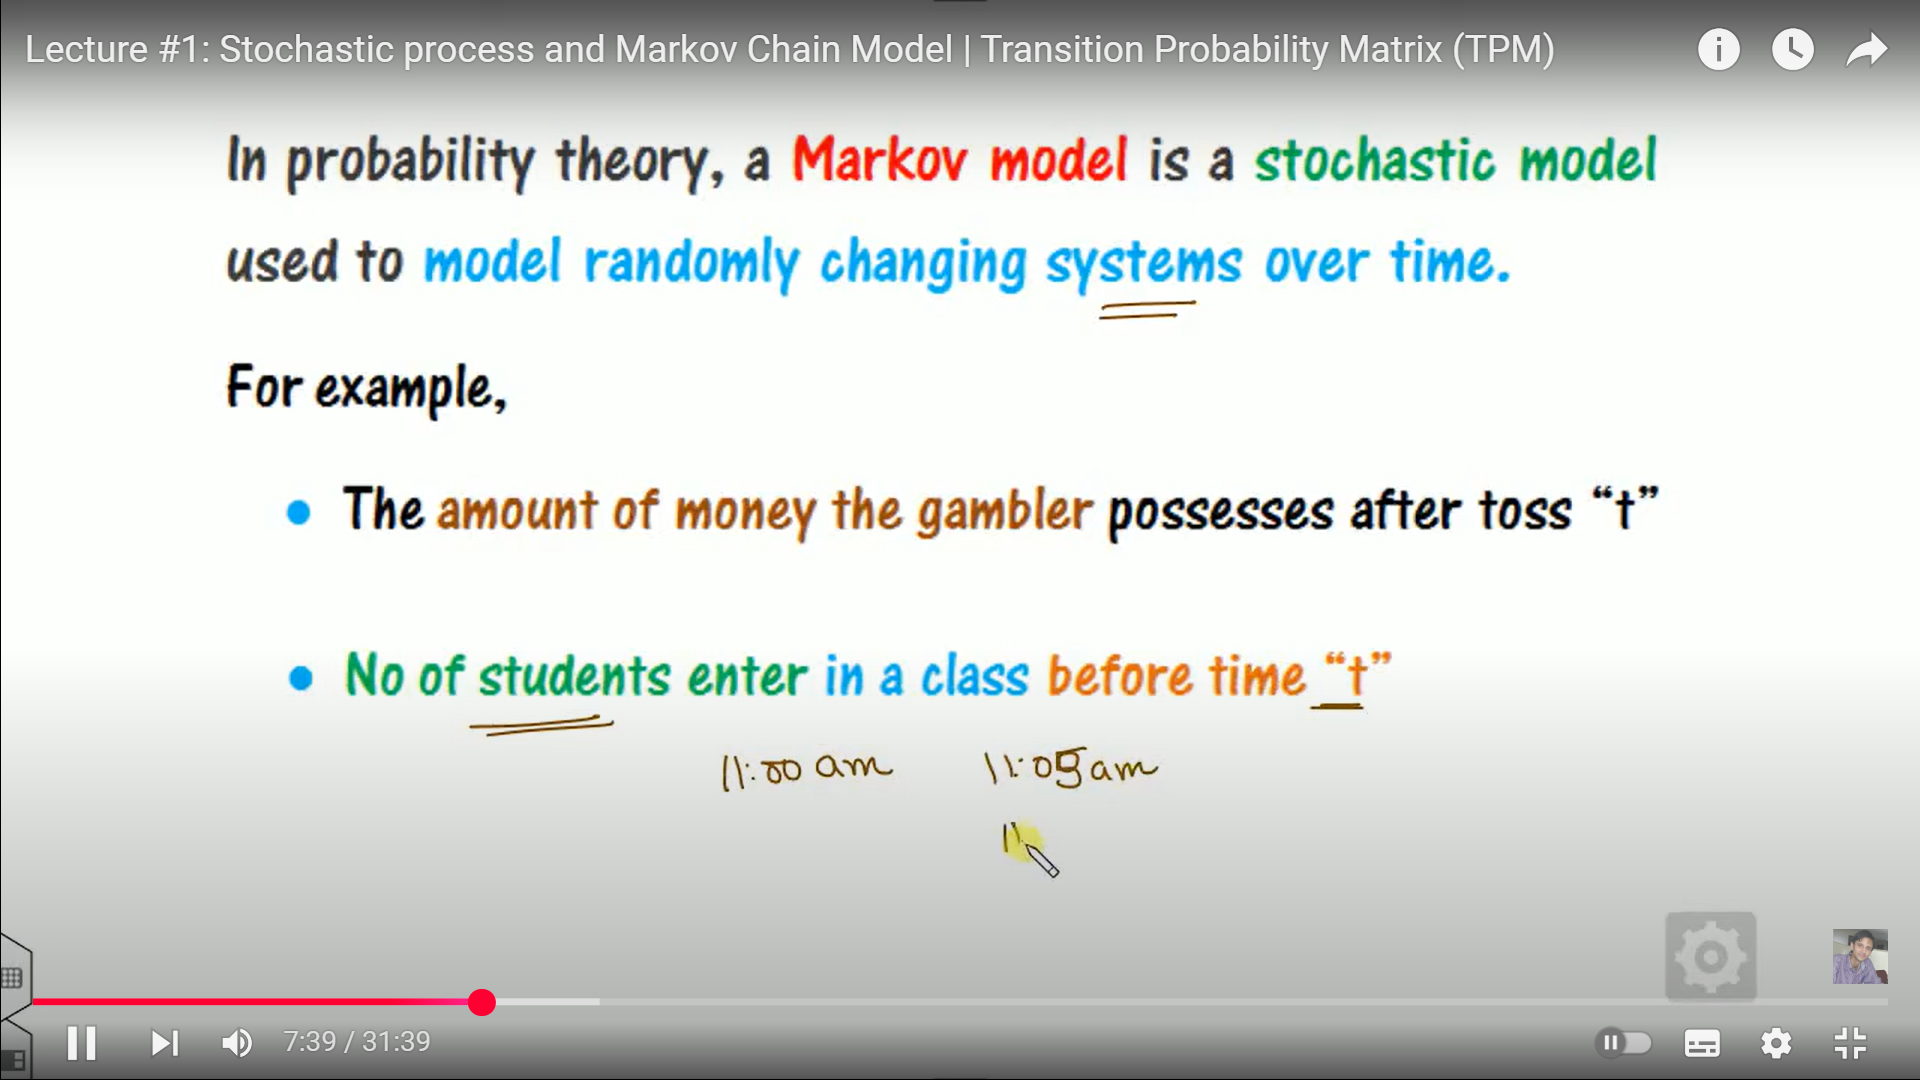 Lecture #1: Stochastic process and Markov Chain Model | Transition Probability Matrix (TPM)
In probability theory, a Markov model is a stochastic model
used to model randomly changing systems over time.
For example,
• The amount of money the gambler possesses after toss “t”
• No of students enter in a class before time “t”
11:00 am 11:05 am
11
7:39 / 31:39